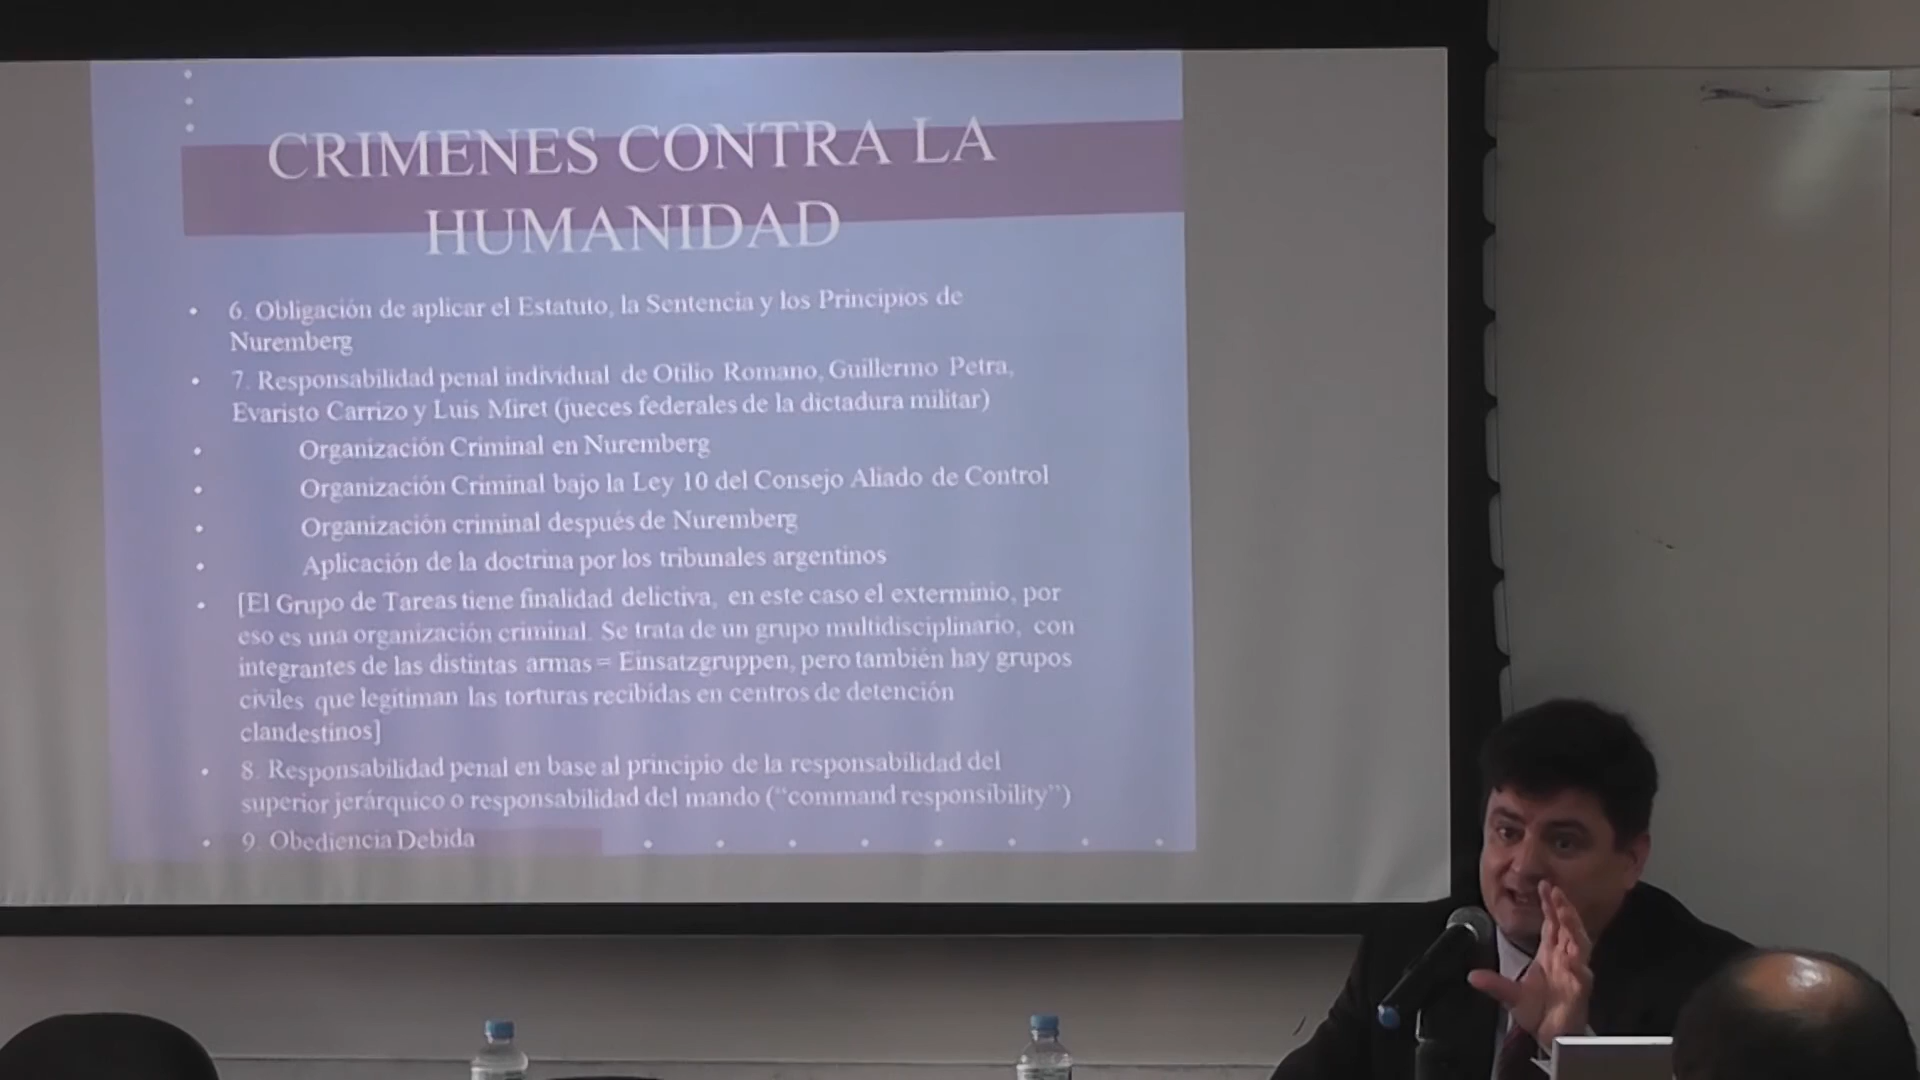 CRIMENES CONTRA LA
HUMANIDAD
• 6. Obligación de aplicar el Estatuto, la Sentencia y los Principios de
Nuremberg
• 7. Responsabilidad penal individual de Otilio Romano, Guillermo Petra,
Evaristo Carrizo y Luis Miret (jueces federales de la dictadura militar)
• Organización Criminal en Nuremberg
• Organización Criminal bajo la Ley 10 del Consejo Aliado de Control
• Organización criminal después de Nuremberg
• Aplicación de la doctrina por los tribunales argentinos
• [El Grupo de Tareas tiene finalidad delictiva, en este caso el exterminio, por
eso es una organización criminal. Se trata de un grupo multidisciplinario, con
integrantes de las distintas armas = Einsatzgruppen, pero también hay grupos
civiles que legitiman las torturas recibidas en centros de detención
clandestinos]
• 8. Responsabilidad penal en base al principio de la responsabilidad del
superior jerárquico o responsabilidad del mando (“command responsibility”)
• 9. Obediencia Debida